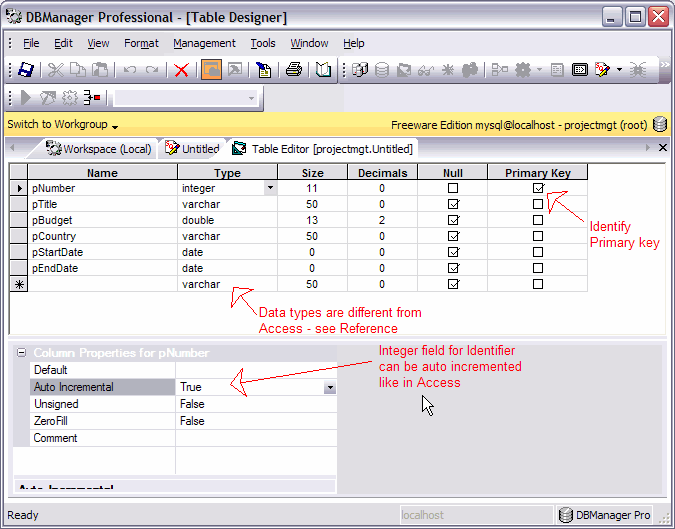 DBManager Professional - [Table Designer]
File Edit View Format Management Tools Window Help
Switch to Workgroup Freeware Edition mysql@localhost - projectmgt (root)
Workspace (Local) Untitled Table Editor [projectmgt.Untitled]
Name Type Size Decimals Null Primary Key
pNumber integer 11 0
pTitle varchar 50 0
pBudget double 13 2
pCountry varchar 50 0
pStartDate date 0 0
pEndDate date 0 0
varchar 50 0
Identify
Primary key
Data types are different from
Access - see Reference
Column Properties for pNumber
Default
Auto Incremental True
Unsigned False
ZeroFill False
Comment
Integer field for Identifier
can be auto incremented
like in Access
Auto Incremental
Ready localhost DBManager Pro